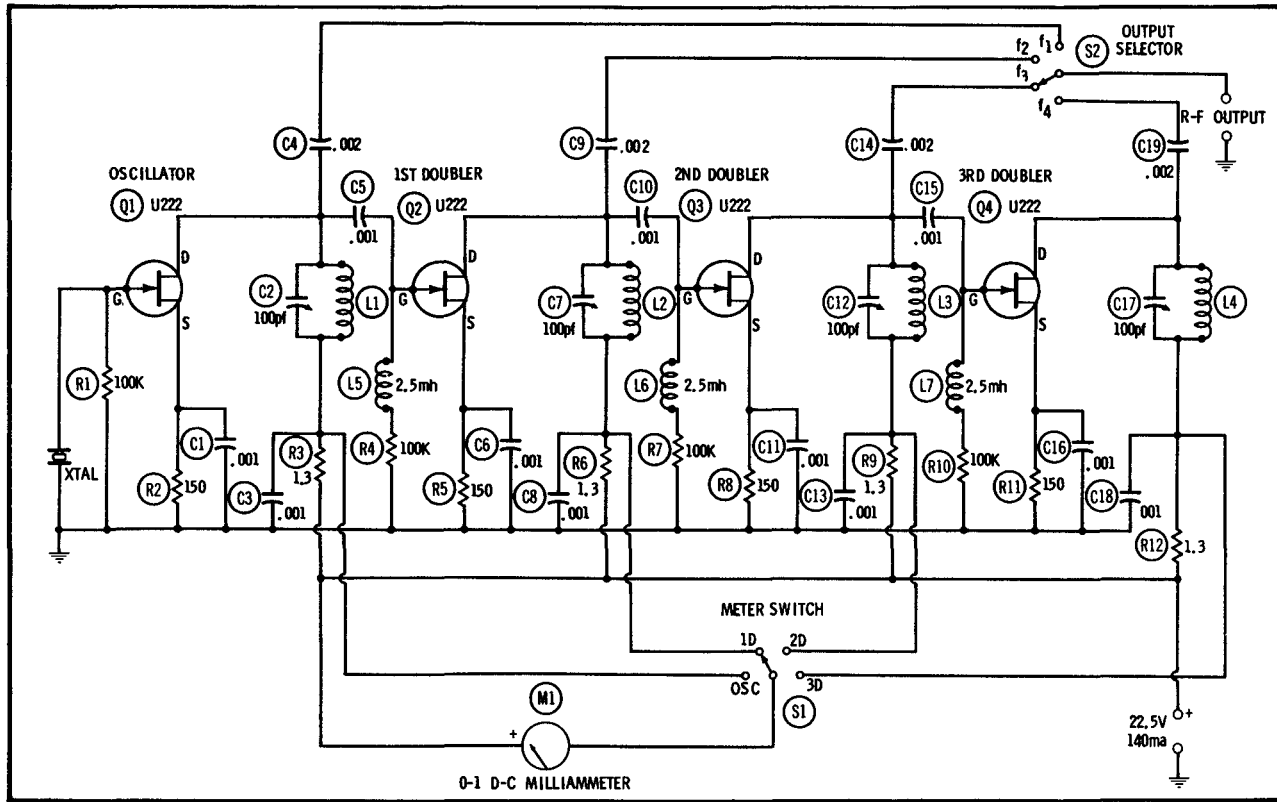 OUTPUT
SELECTOR
S2
f1
f2
f3
f4
R-F OUTPUT
C4
.002
C9
.002
C14
.002
C19
.002
OSCILLATOR
Q1 U222
C5
.001
1ST DOUBLER
Q2 U222
C10
.001
2ND DOUBLER
Q3 U222
C15
.001
3RD DOUBLER
Q4 U222
G
D
S
C2
100pf
L1
G
D
S
C7
100pf
L2
G
D
S
C12
100pf
L3
G
D
S
C17
100pf
L4
XTAL
R1
100K
R2
150
C1
.001
C3
.001
R3
1.3
L5
2.5mh
R4
100K
R5
150
C6
.001
C8
.001
R6
1.3
L6
2.5mh
R7
100K
R8
150
C11
.001
C13
.001
R9
1.3
L7
2.5mh
R10
100K
R11
150
C16
.001
C18
001
R12
1.3
METER SWITCH
1D
2D
OSC
3D
S1
M1
+
0-1 D-C MILLIAMMETER
22.5V
140ma
+